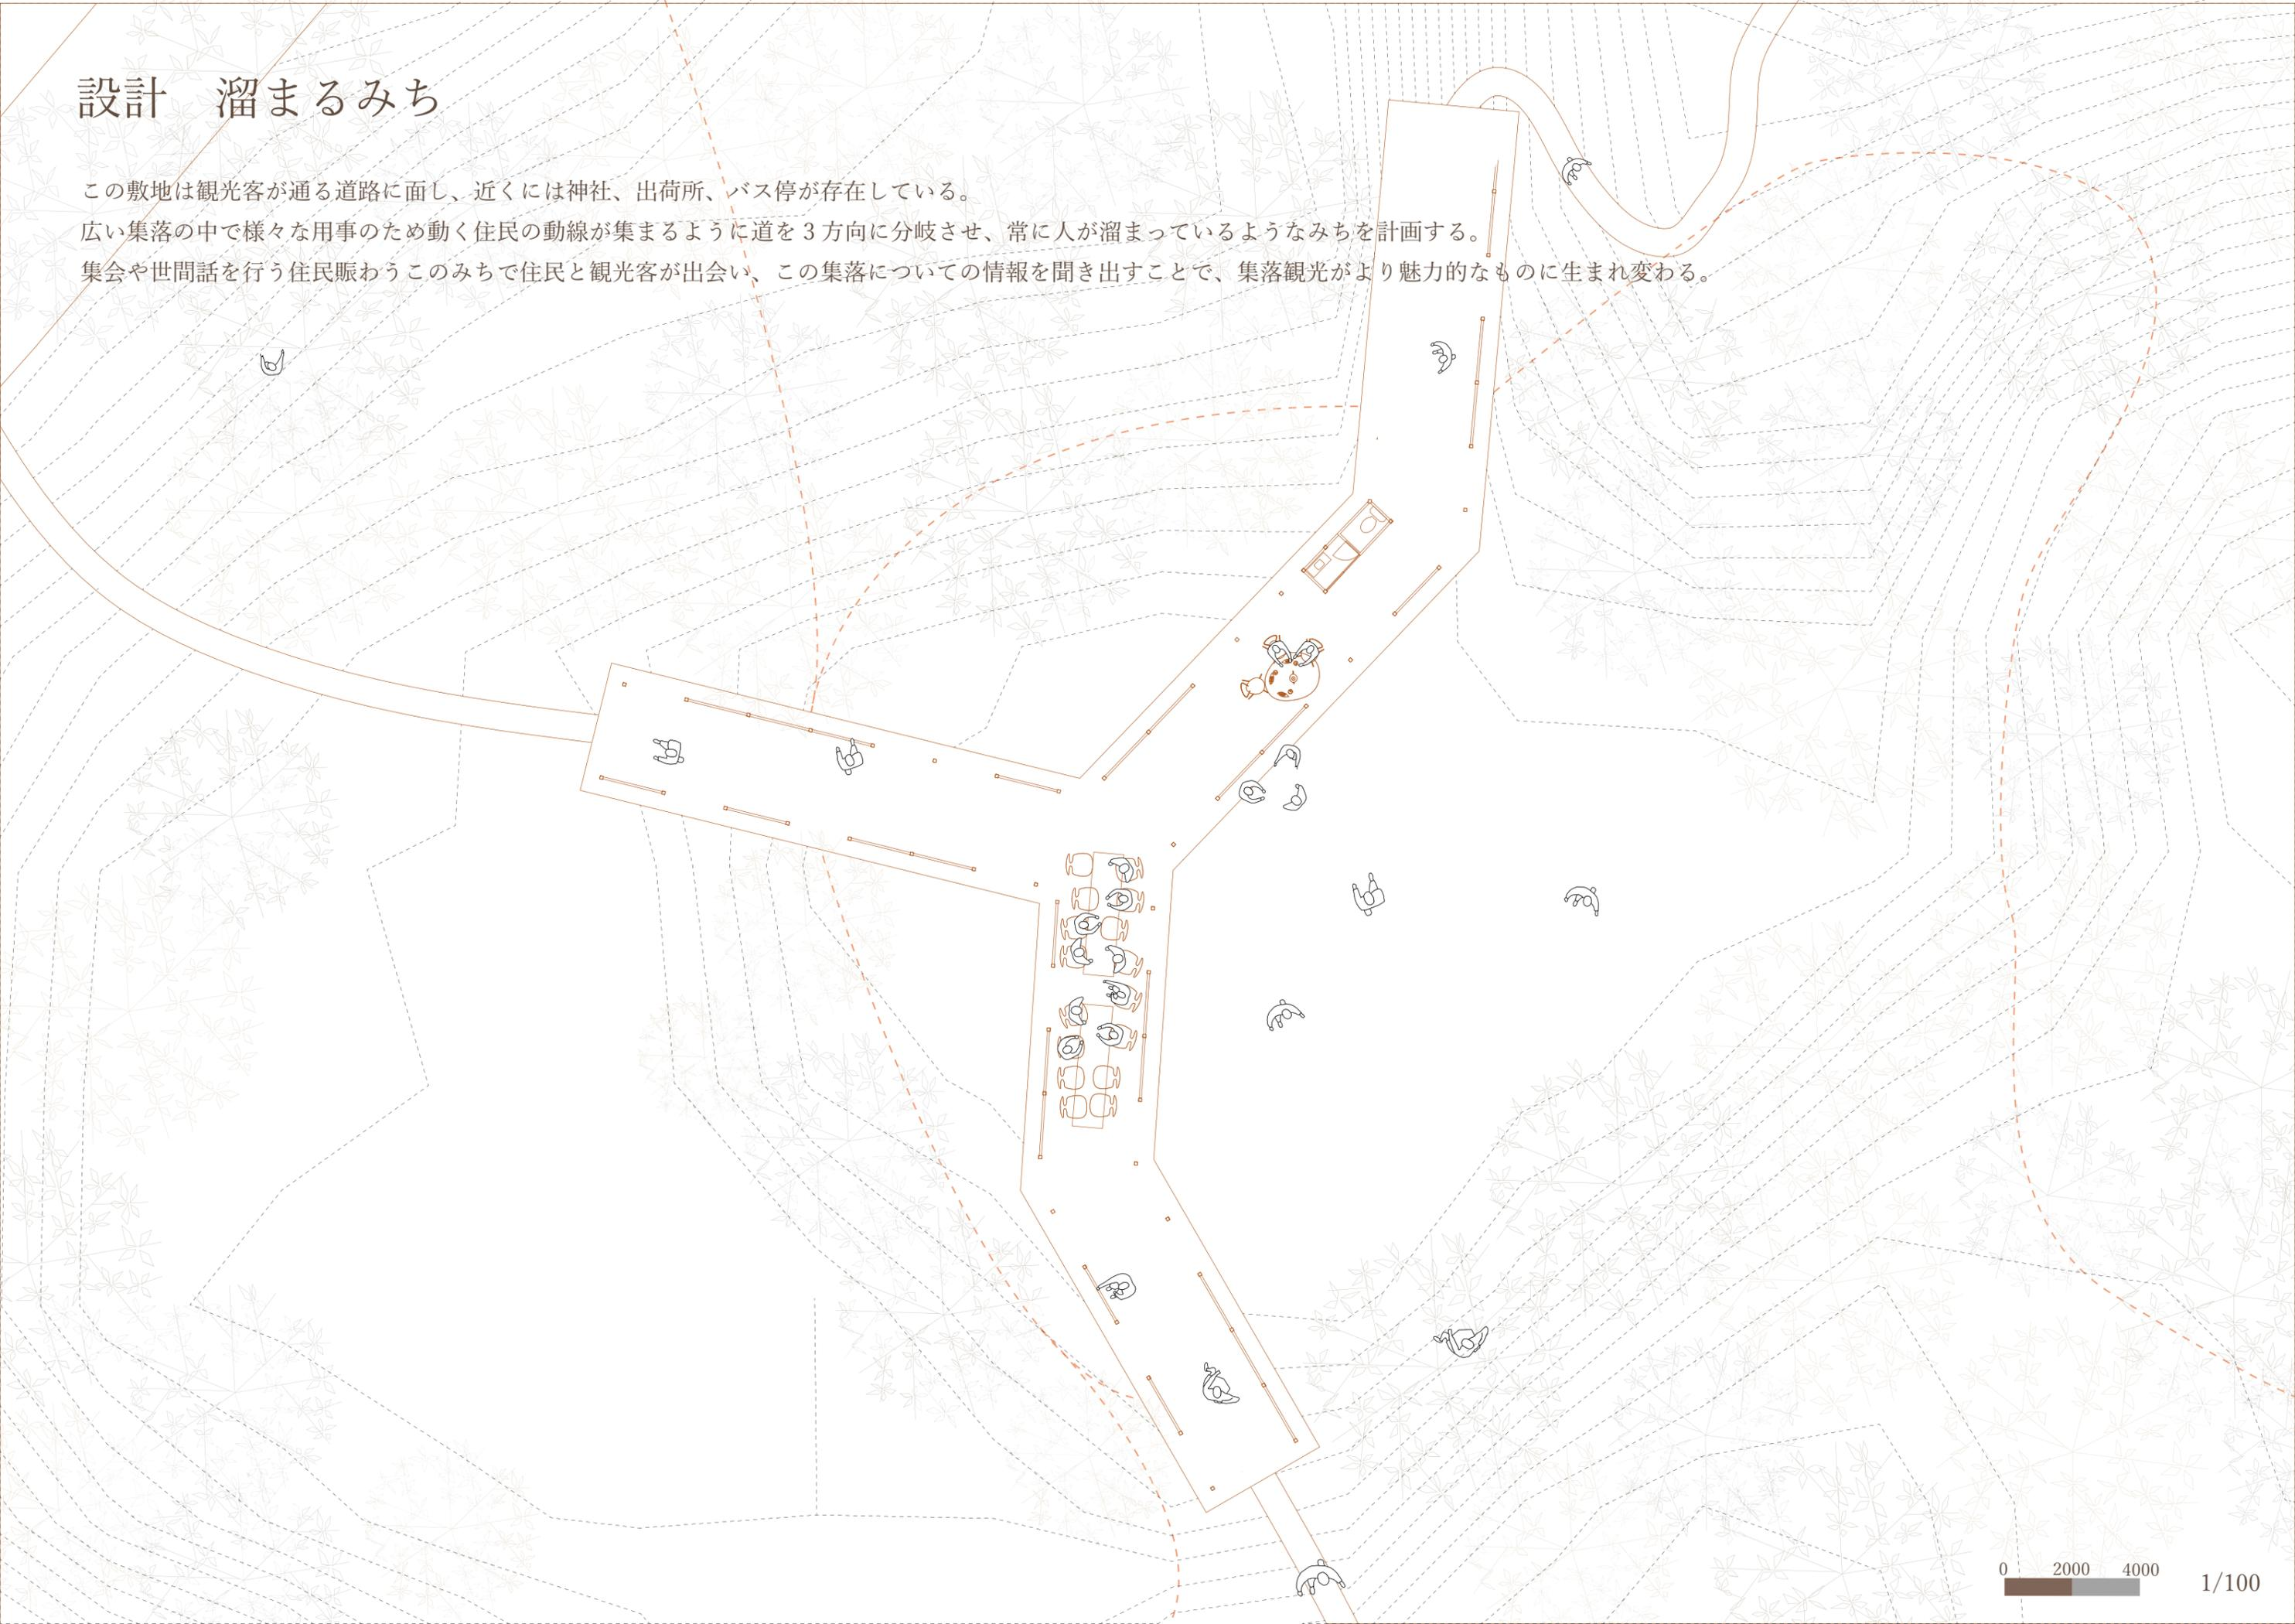 設計　溜まるみち
この敷地は観光客が通る道路に面し、近くには神社、出荷所、バス停が存在している。
広い集落の中で様々な用事のため動く住民の動線が集まるように道を 3 方向に分岐させ、常に人が溜まっているようなみちを計画する。
集会や世間話を行う住民賑わうこのみちで住民と観光客が出会い、この集落についての情報を聞き出すことで、集落観光がより魅力的なものに生まれ変わる。
0 2000 4000
1/100